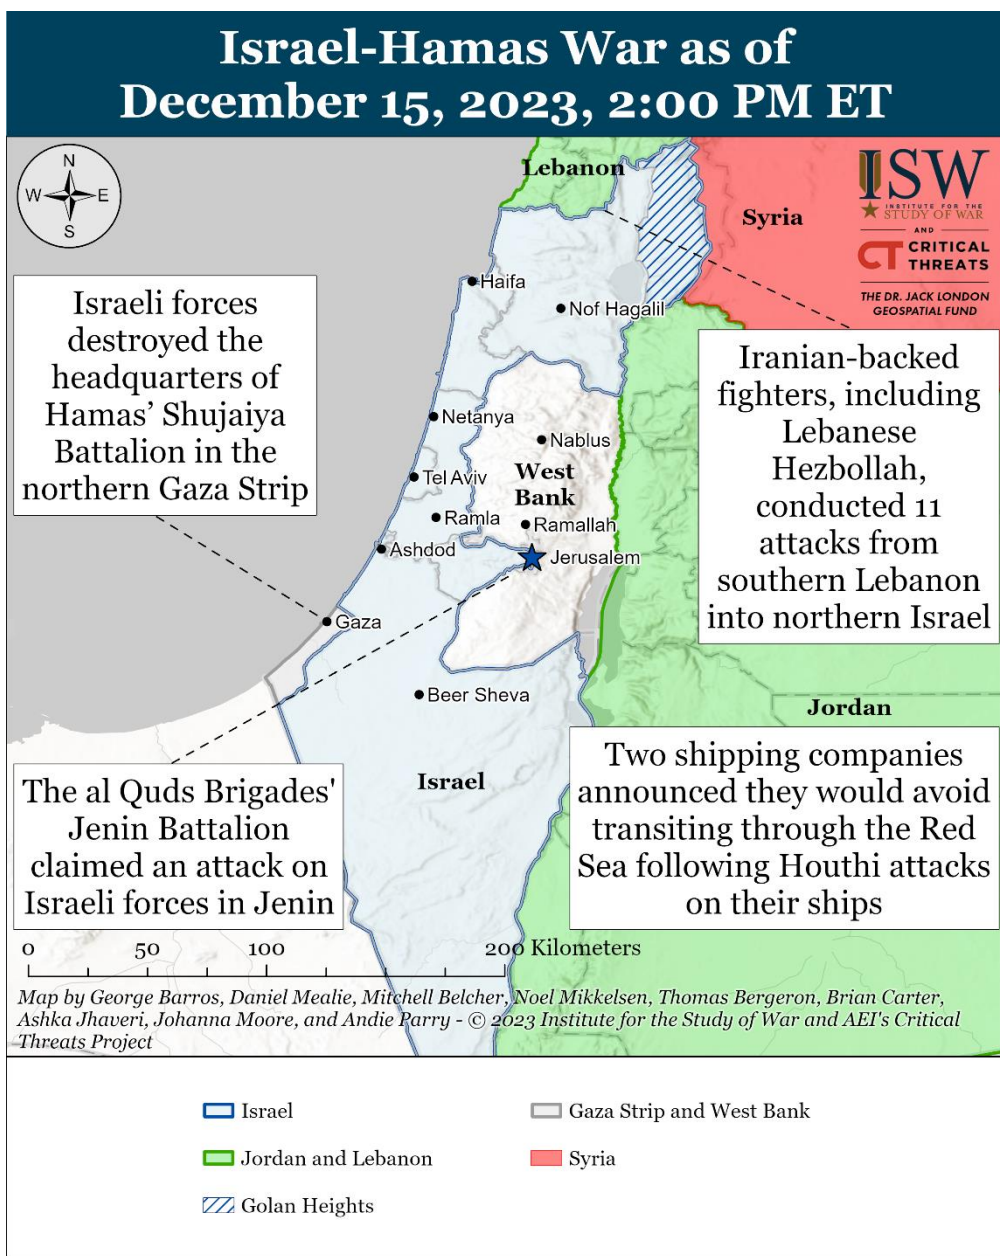 Israel-Hamas War as of
December 15, 2023, 2:00 PM ET
N
W
E
S
Lebanon
Syria
ISW
INSTITUTE FOR THE
STUDY OF WAR
AND
CT CRITICAL
THREATS
THE DR. JACK LONDON
GEOSPATIAL FUND
Israeli forces
destroyed the
headquarters of
Hamas’ Shujaiya
Battalion in the
northern Gaza Strip
Haifa
Nof Hagalil
Iranian-backed
fighters, including
Lebanese
Hezbollah,
conducted 11
attacks from
southern Lebanon
into northern Israel
Netanya
Nablus
West
Bank
Tel Aviv
Ramla
Ramallah
Ashdod
Jerusalem
Gaza
Beer Sheva
Jordan
Israel
The al Quds Brigades'
Jenin Battalion
claimed an attack on
Israeli forces in Jenin
Two shipping companies
announced they would avoid
transiting through the Red
Sea following Houthi attacks
on their ships
0 50 100 200 Kilometers
Map by George Barros, Daniel Mealie, Mitchell Belcher, Noel Mikkelsen, Thomas Bergeron, Brian Carter,
Ashka Jhaveri, Johanna Moore, and Andie Parry - © 2023 Institute for the Study of War and AEI's Critical
Threats Project
Israel
Gaza Strip and West Bank
Jordan and Lebanon
Syria
Golan Heights